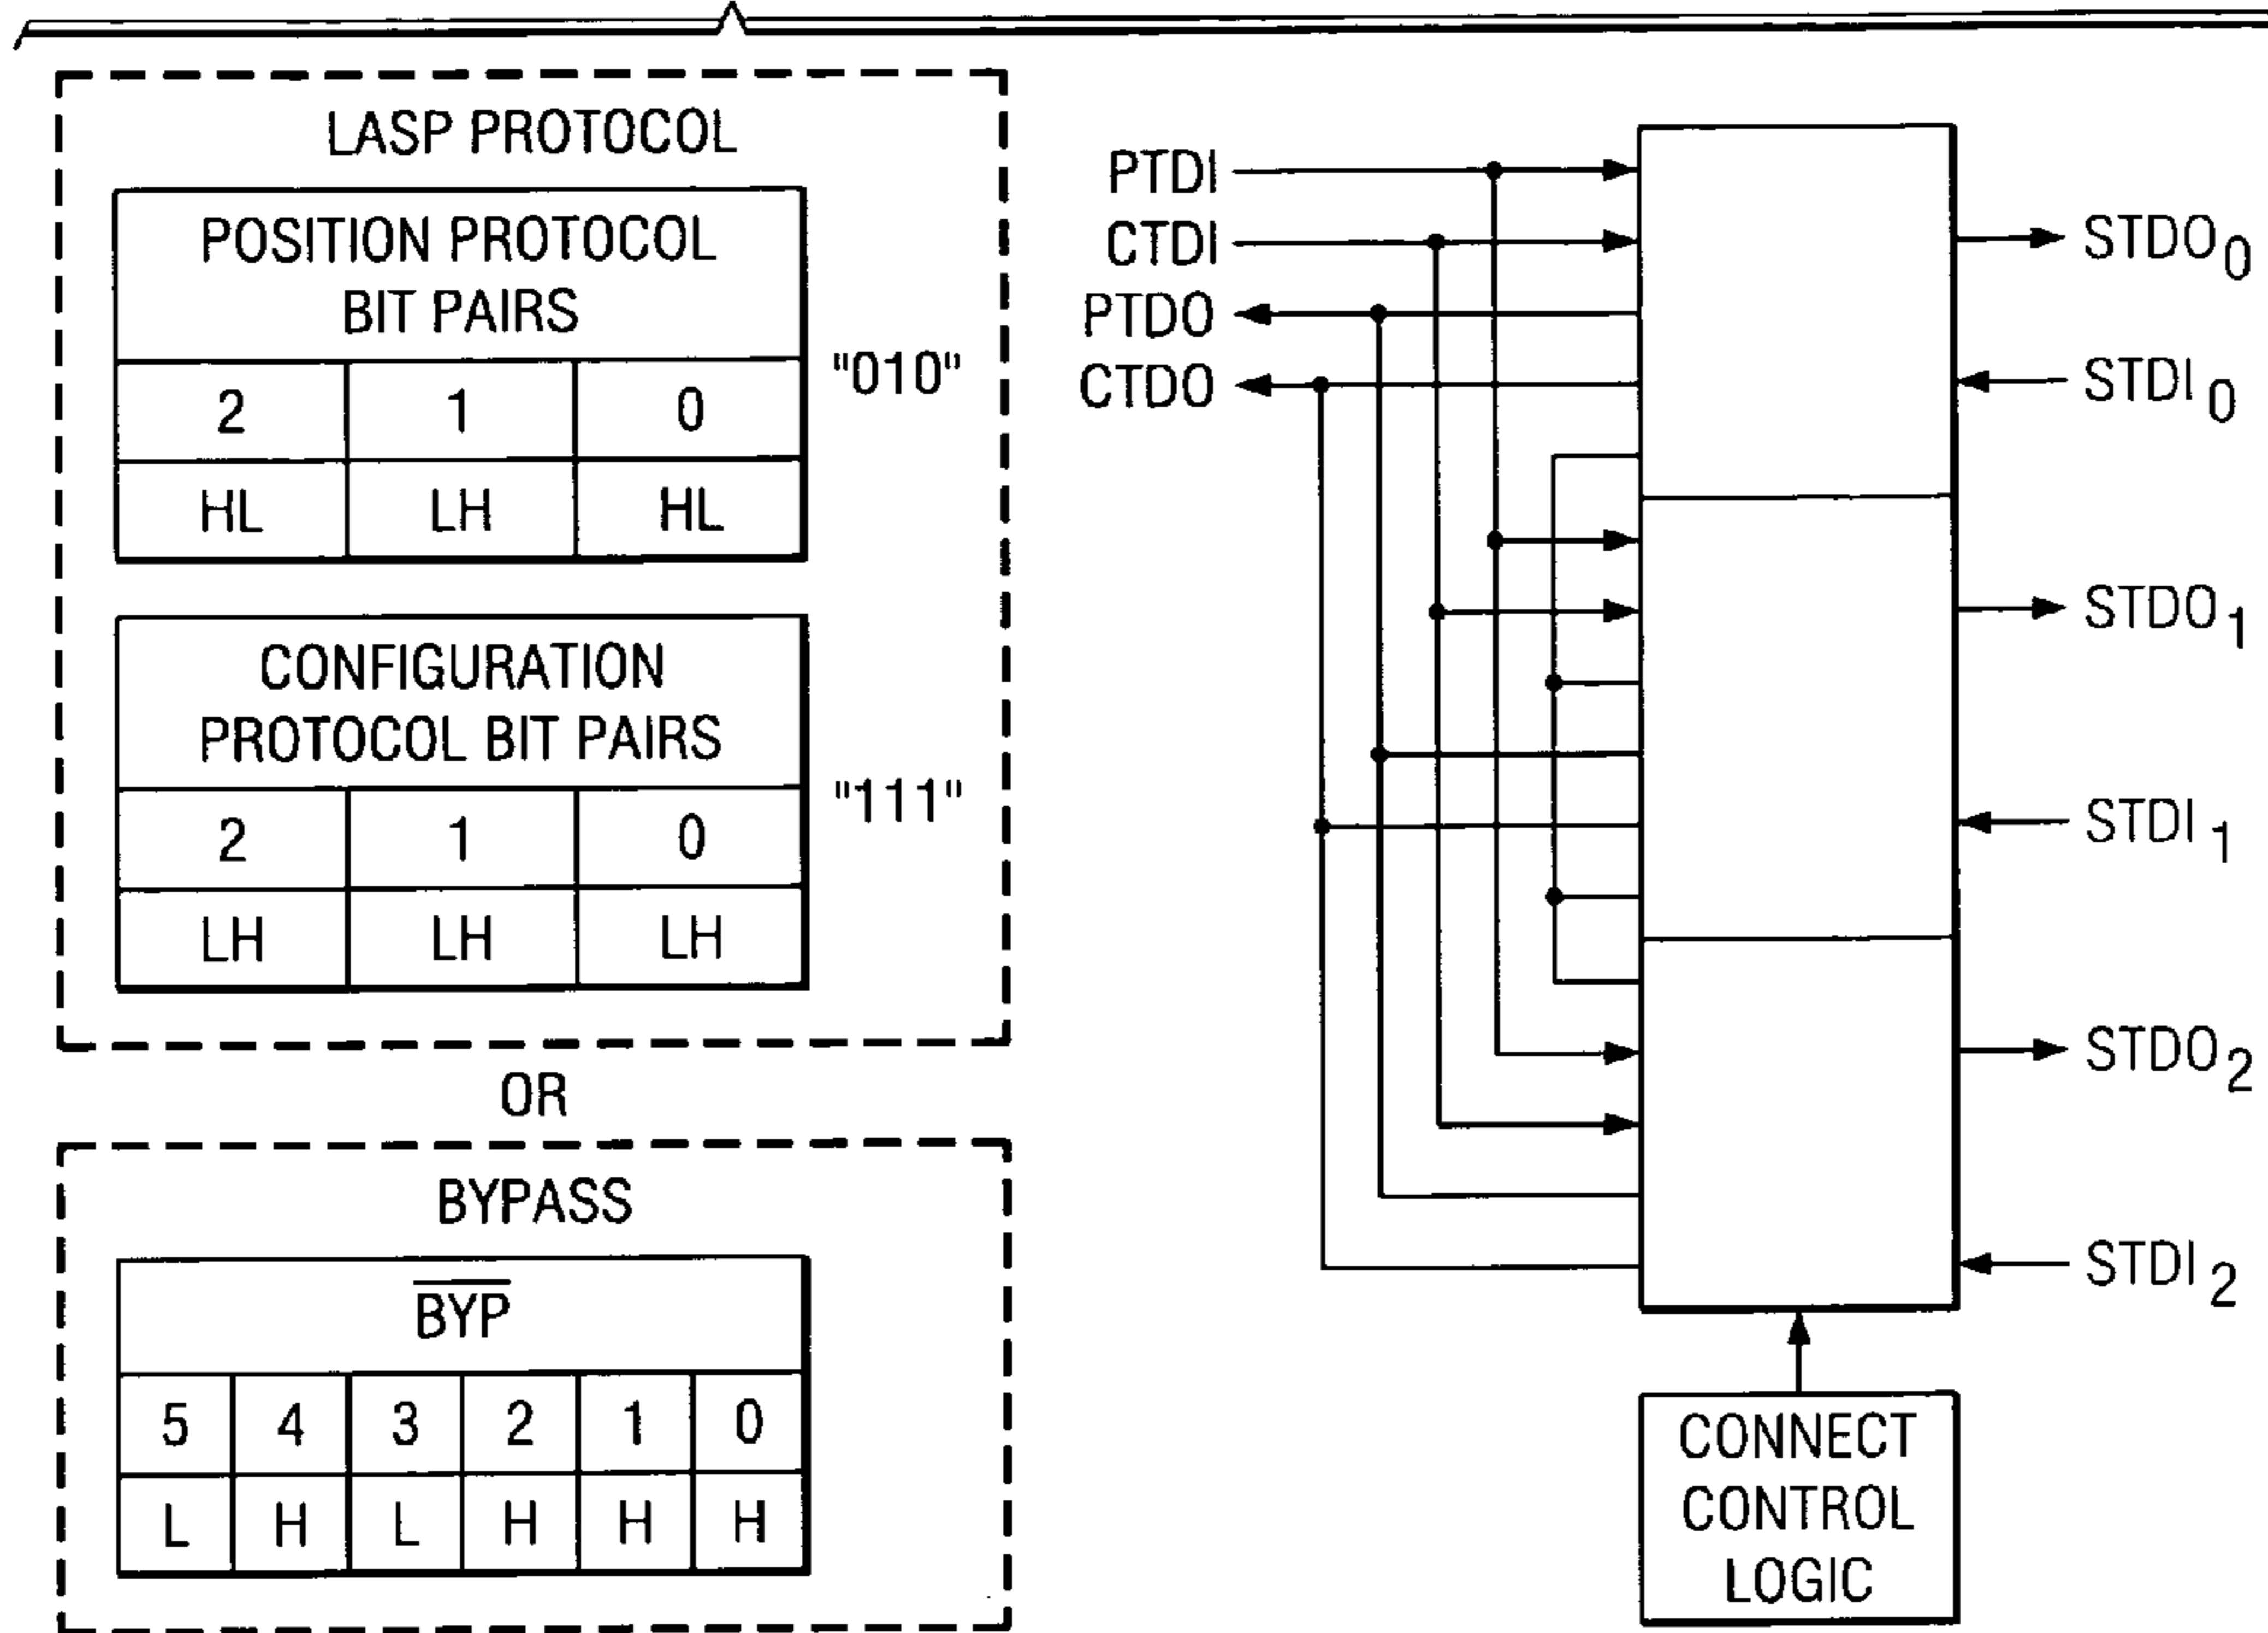 LASP PROTOCOL
POSITION PROTOCOL
BIT PAIRS
2 1 0
HL LH HL
"010"
CONFIGURATION
PROTOCOL BIT PAIRS
2 1 0
LH LH LH
"111"
OR
BYPASS
B̅Y̅P̅
5 4 3 2 1 0
L H L H H H
PTDI
CTDI
PTDO
CTDO
STDO0
STDI0
STDO1
STDI1
STDO2
STDI2
CONNECT
CONTROL
LOGIC